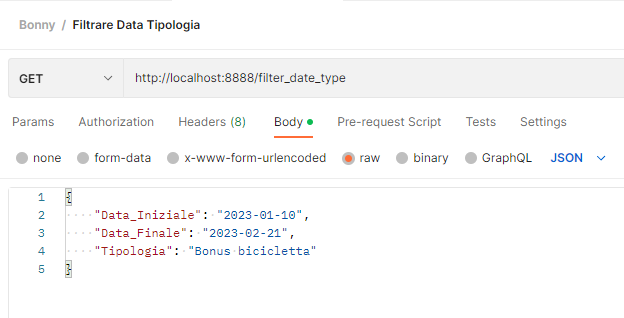 Bonny / Filtrare Data Tipologia
GET http://localhost:8888/filter_date_type
Params Authorization Headers (8) Body Pre-request Script Tests Settings
none form-data x-www-form-urlencoded raw binary GraphQL JSON
1 {
2 "Data_Iniziale": "2023-01-10",
3 "Data_Finale": "2023-02-21",
4 "Tipologia": "Bonus bicicletta"
5 }